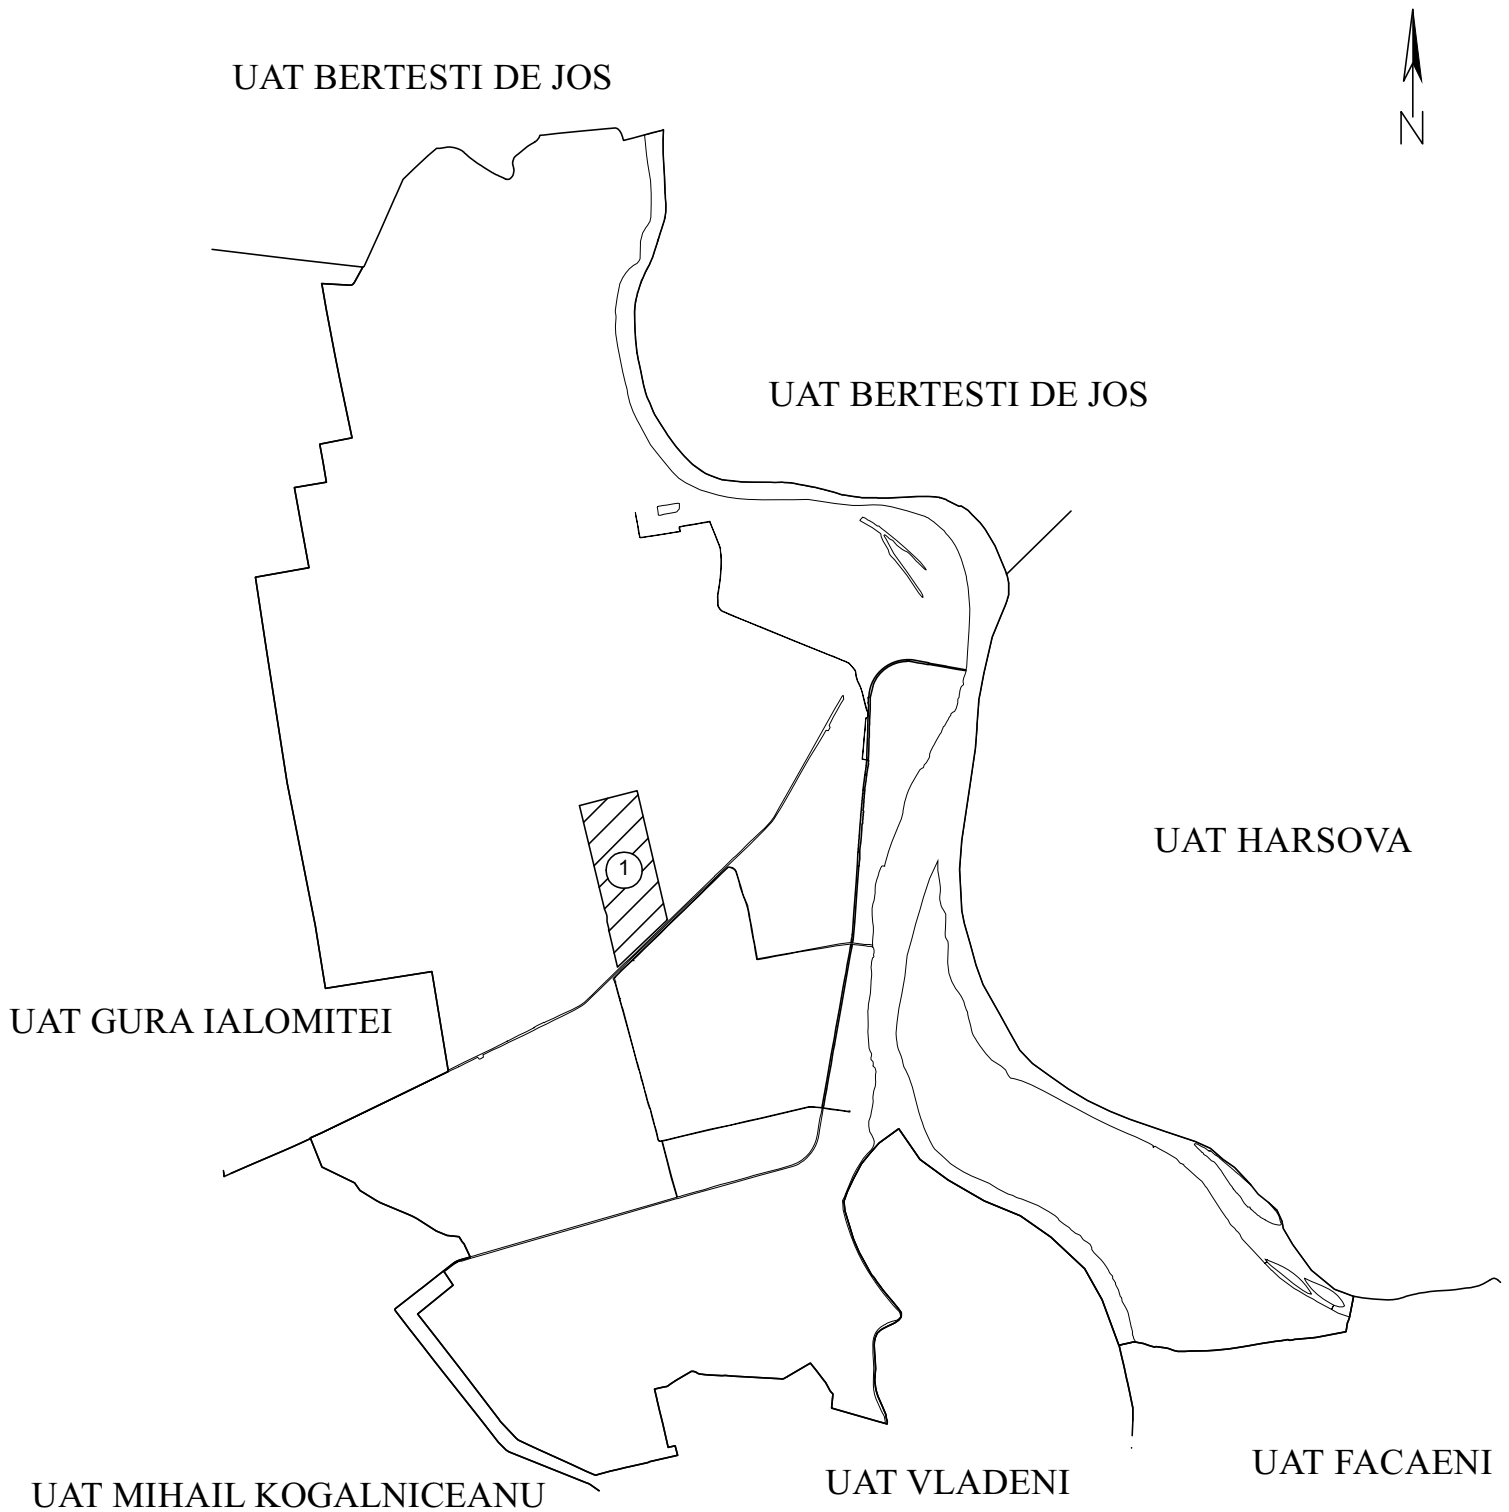 UAT BERTESTI DE JOS
N
UAT BERTESTI DE JOS
UAT HARSOVA
1
UAT GURA IALOMITEI
UAT FACAENI
UAT VLADENI
UAT MIHAIL KOGALNICEANU